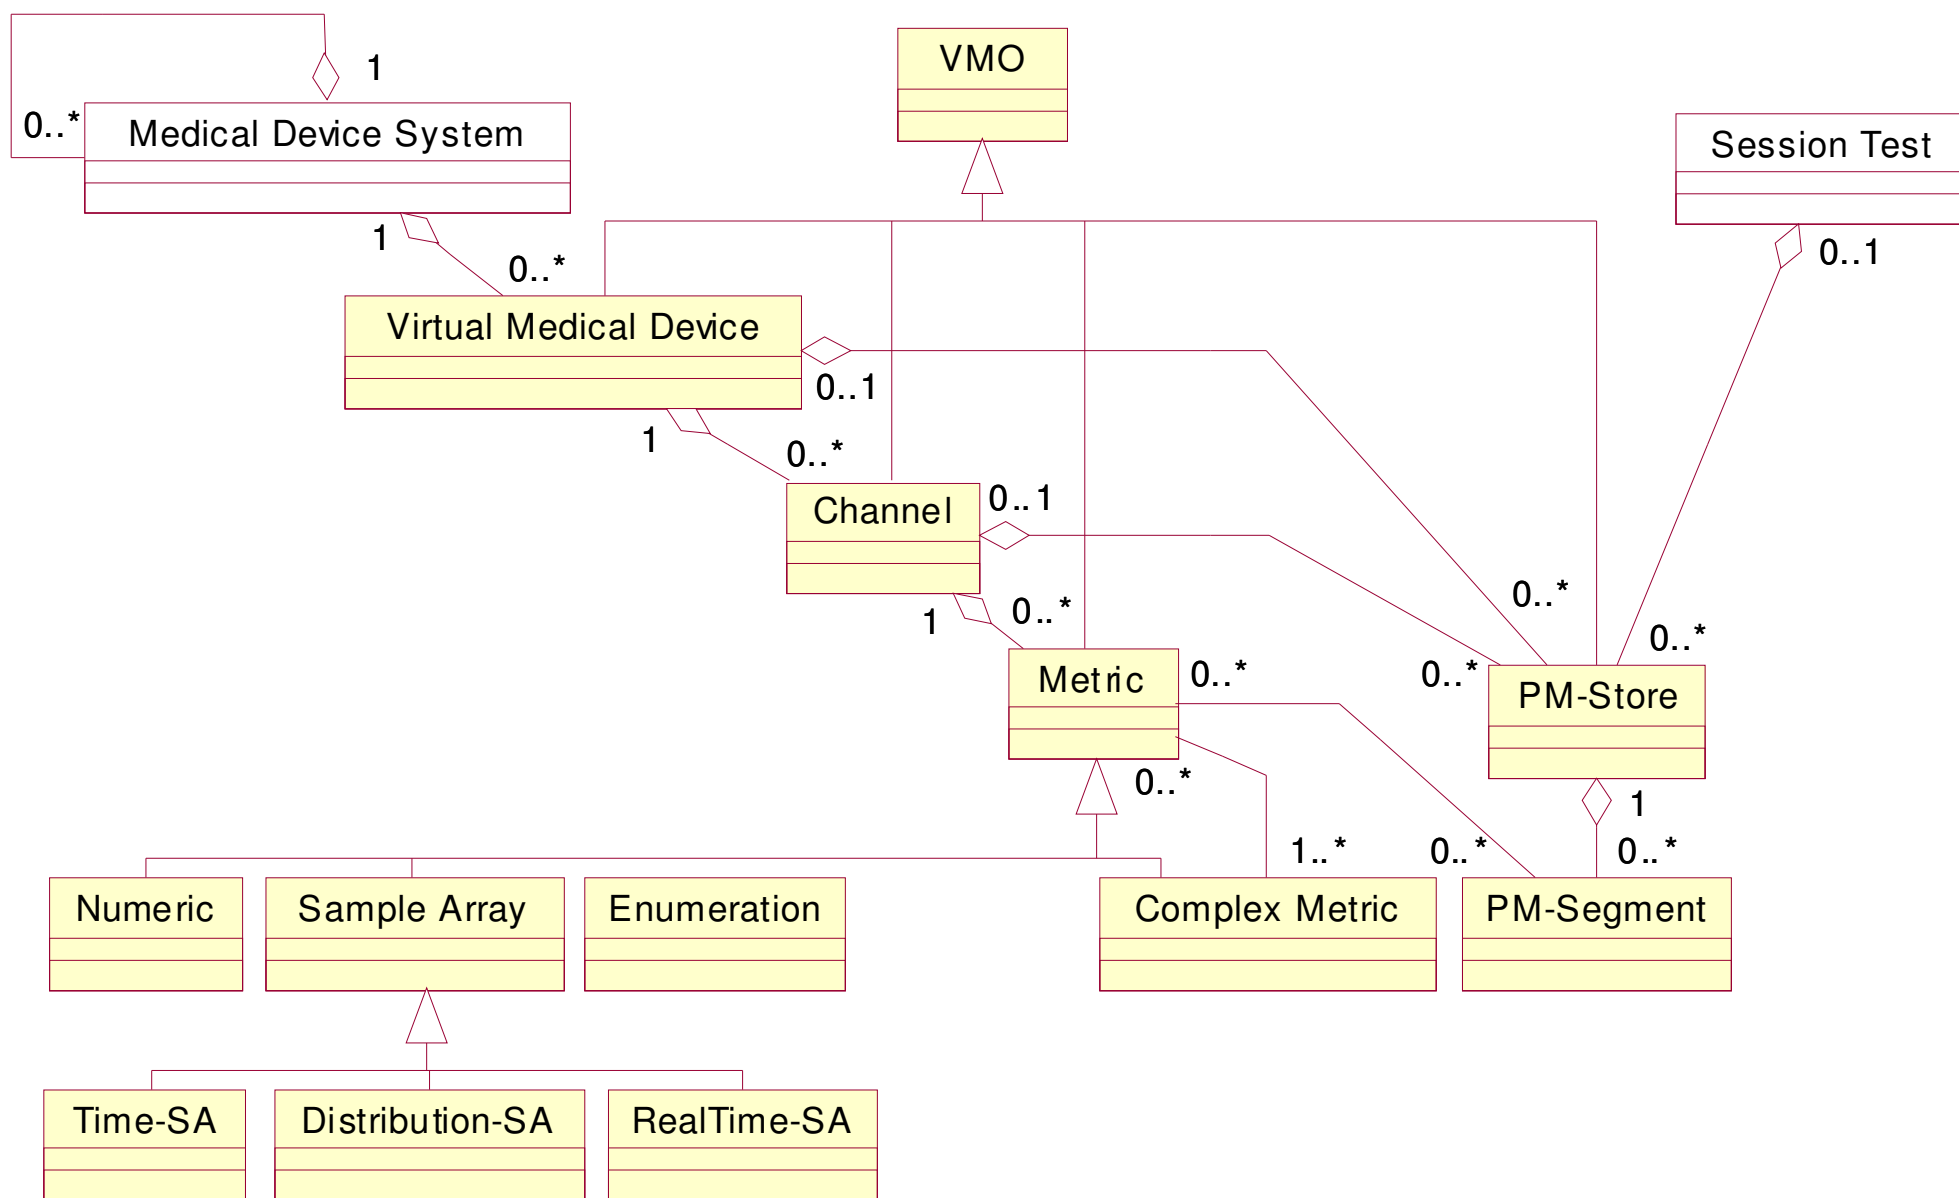 1
VMO
0..*
Medical Device System
Session Test
1
0..*
0..1
Virtual Medical Device
0..1
1
0..*
Channel
0..1
1
0..*
0..*
0..*
Metric
0..*
0..*
PM-Store
0..*
1
1..*
0..*
0..*
Numeric
Sample Array
Enumeration
Complex Metric
PM-Segment
Time-SA
Distribution-SA
RealTime-SA